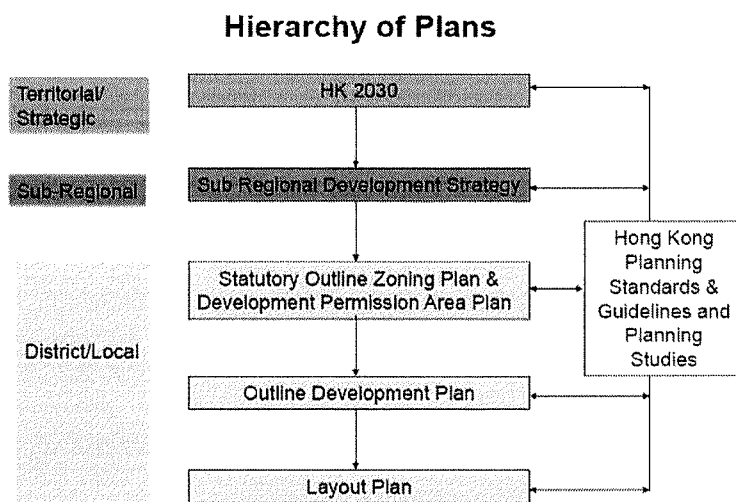 Hierarchy of Plans
Territorial/
Strategic
HK 2030
Sub-Regional
Sub Regional Development Strategy
Statutory Outline Zoning Plan &
Development Permission Area Plan
Hong Kong
Planning
Standards &
Guidelines and
Planning
Studies
District/Local
Outline Development Plan
Layout Plan